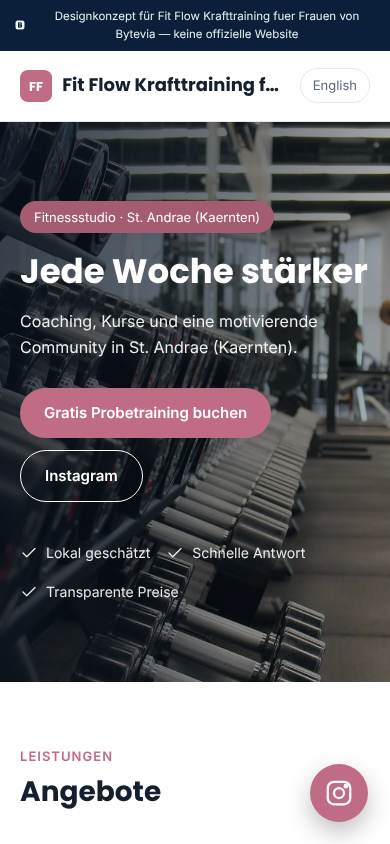 Designkonzept für Fit Flow Krafttraining fuer Frauen von
Bytevia — keine offizielle Website
FF
Fit Flow Krafttraining f...
English
Fitnessstudio · St. Andrae (Kaernten)
Jede Woche stärker
Coaching, Kurse und eine motivierende
Community in St. Andrae (Kaernten).
Gratis Probetraining buchen
Instagram
Lokal geschätzt
Schnelle Antwort
Transparente Preise
LEISTUNGEN
Angebote